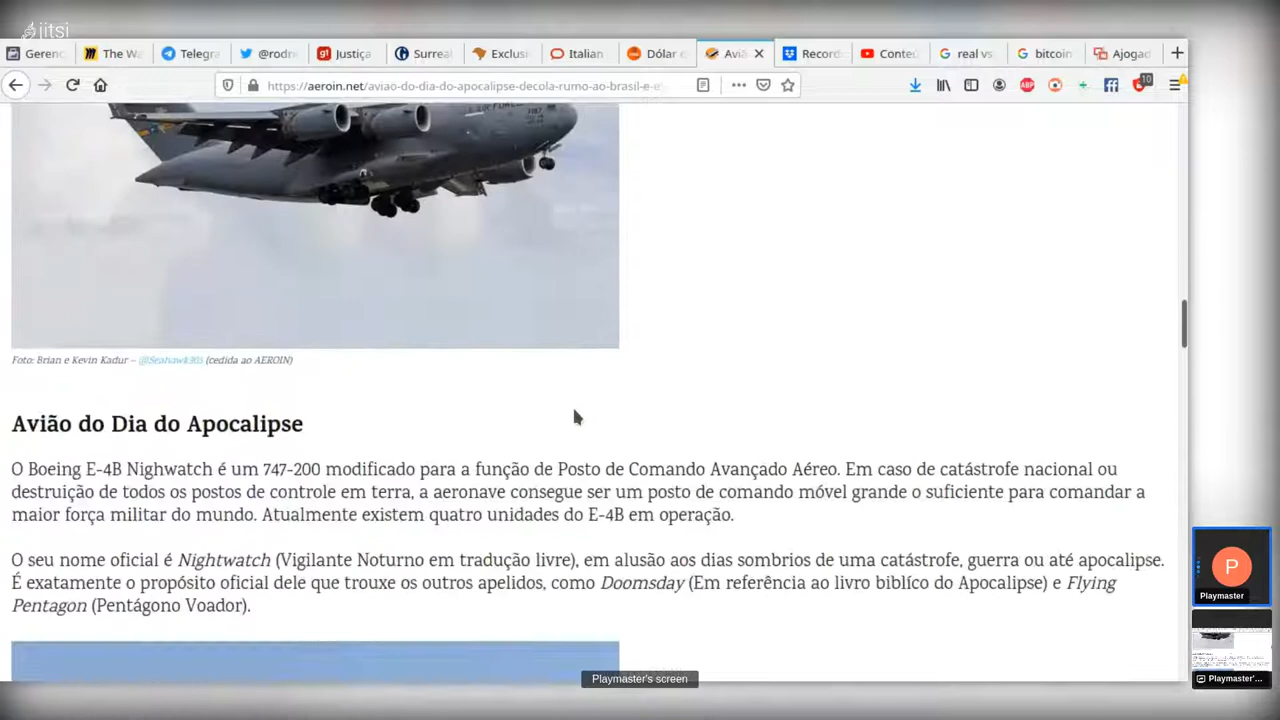 jitsi
Gerenc
The Wa
Telegra
@rodri
g1 Justiça
Surreal
Exclusi
Italian
Dólar
Aviã
Record
Conteú
real vs
bitcoin
Ajogad
https://aeroin.net/aviao-do-dia-do-apocalipse-decola-rumo-ao-brasil-e-e
ABP
10
Foto: Brian e Kevin Kadur – @Seahawk305 (cedida ao AEROIN)
Avião do Dia do Apocalipse
O Boeing E-4B Nighwatch é um 747-200 modificado para a função de Posto de Comando Avançado Aéreo. Em caso de catástrofe nacional ou
destruição de todos os postos de controle em terra, a aeronave consegue ser um posto de comando móvel grande o suficiente para comandar a
maior força militar do mundo. Atualmente existem quatro unidades do E-4B em operação.
O seu nome oficial é Nightwatch (Vigilante Noturno em tradução livre), em alusão aos dias sombrios de uma catástrofe, guerra ou até apocalipse.
É exatamente o propósito oficial dele que trouxe os outros apelidos, como Doomsday (Em referência ao livro biblíco do Apocalipse) e Flying
Pentagon (Pentágono Voador).
P
Playmaster
Playmaster'...
Playmaster's screen